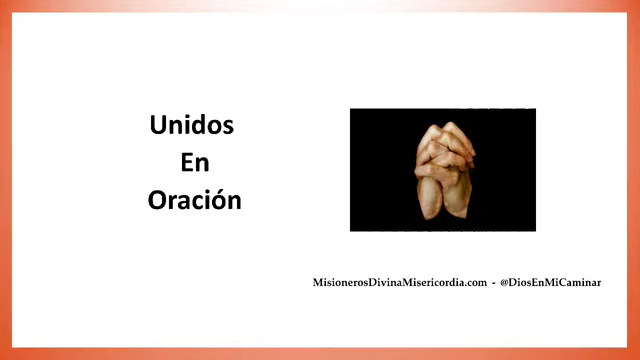 Unidos
En
Oración
MisionerosDivinaMisericordia.com - @DiosEnMiCaminar